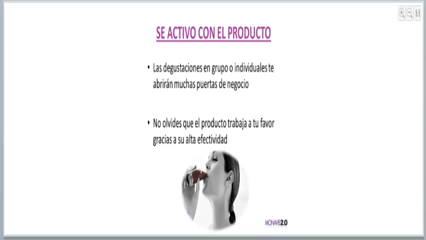 SE ACTIVO CON EL PRODUCTO
• Las degustaciones en grupo o individuales te
abrirán muchas puertas de negocio
• No olvides que el producto trabaja a tu favor
gracias a su alta efectividad
MONAVIE2.0